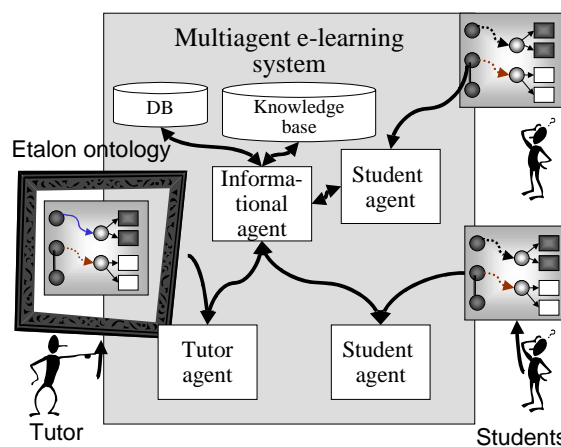 Multiagent e-learning
system
DB
Knowledge
base
Etalon ontology
Informa-
tional
agent
Student
agent
Tutor
agent
Student
agent
Tutor
Students
?
?